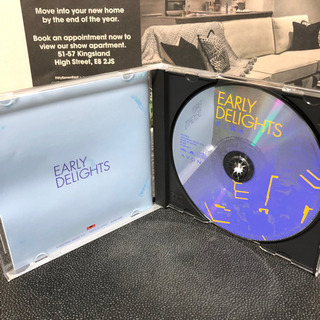 Move into your new home
by the end of the year.
Book an appointment now to
view our show apartment.
51-57 Kingsland
High Street, E8 2JS
EARLY
DELIGHTS
EARLY
DELIGHTS